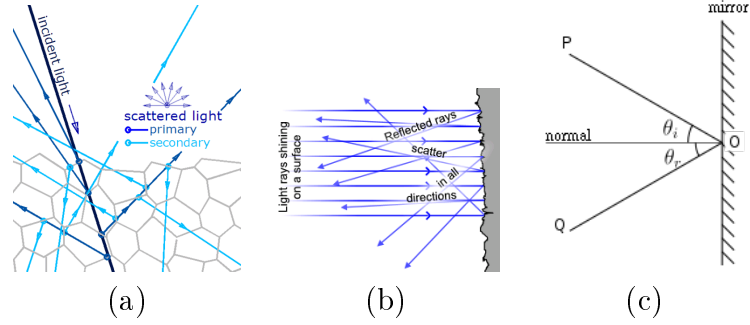 incident light
scattered light
primary
secondary
(a)
Light rays shining
on a surface
Reflected rays
scatter
in all
directions
(b)
mirror
P
θi
normal
O
θr
Q
(c)